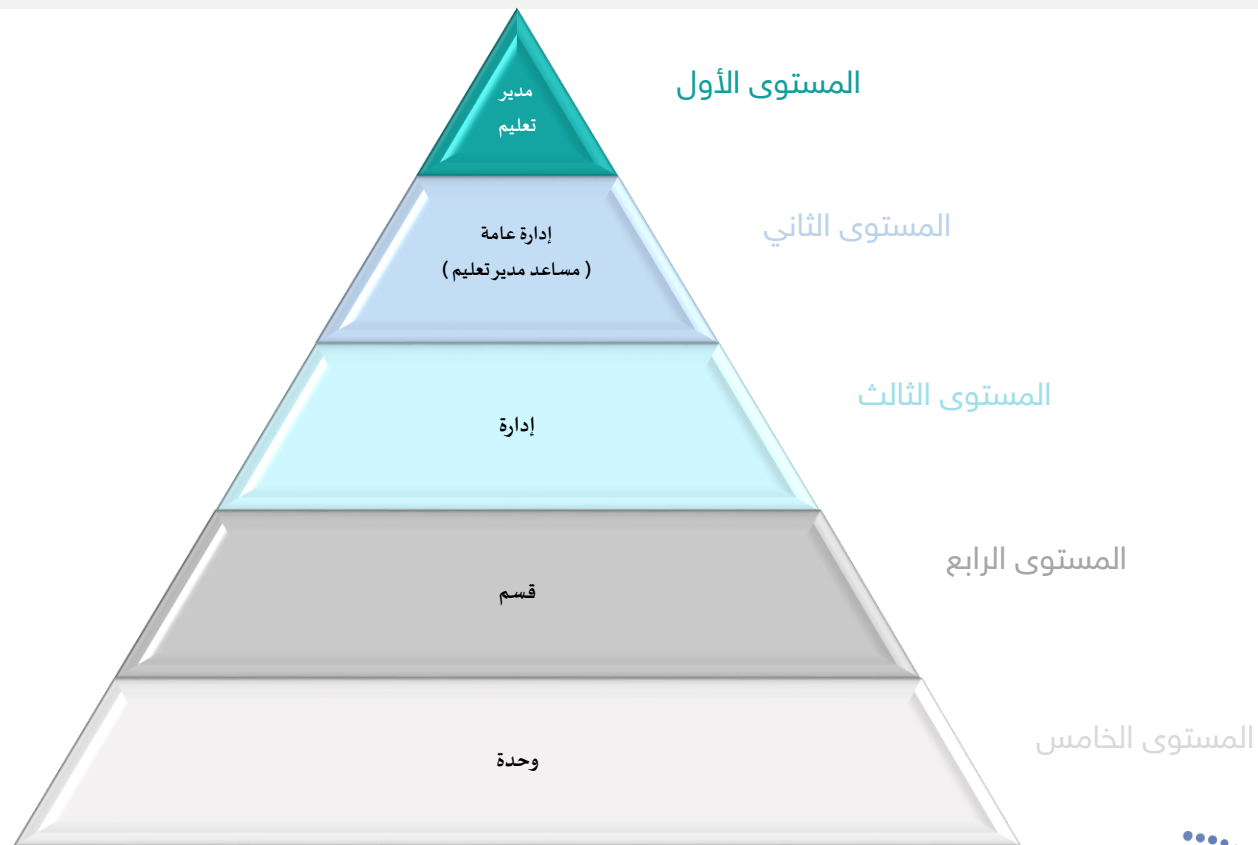 المستوى الأول
مدير
تعليم
المستوى الثاني
إدارة عامة
( مساعد مدير تعليم )
المستوى الثالث
إدارة
المستوى الرابع
قسم
المستوى الخامس
وحدة